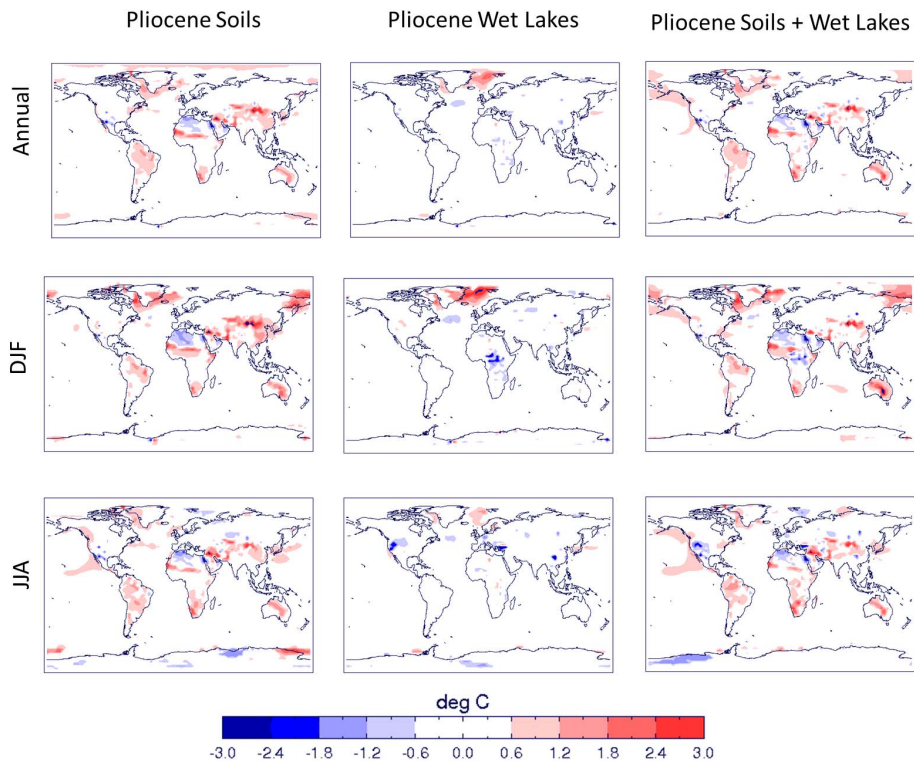 Pliocene Soils
Pliocene Wet Lakes
Pliocene Soils + Wet Lakes
Annual
DJF
JJA
deg C
-3.0 -2.4 -1.8 -1.2 -0.6 0.0 0.6 1.2 1.8 2.4 3.0